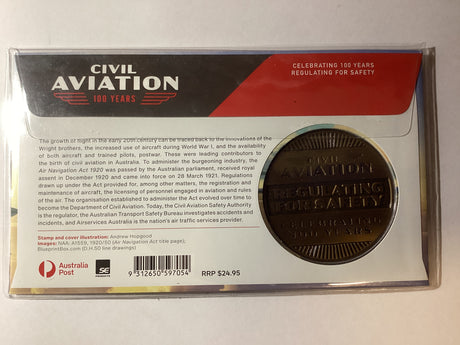 CIVIL
AVIATION
100 YEARS
CELEBRATING 100 YEARS
REGULATING FOR SAFETY
The growth of flight in the early 20th century can be traced back to the innovations of the
Wright brothers, the increased use of aircraft during World War I, and the availability
of both aircraft and trained pilots, postwar. These were leading contributors to
the birth of civil aviation in Australia. To administer the burgeoning industry, the
Air Navigation Act 1920 was passed by the Australian parliament, received royal
assent in December 1920 and came into force on 28 March 1921. Regulations
drawn up under the Act provided for, among other matters, the registration and
maintenance of aircraft, the licensing of personnel engaged in aviation and rules
of the air. The organisation established to administer the Act evolved over time to
become the Department of Civil Aviation. Today, the Civil Aviation Safety Authority
is the regulator, the Australian Transport Safety Bureau investigates accidents and
incidents, and Airservices Australia is the nation's air traffic services provider.
Stamp and cover illustration: Andrew Hopgood
Images: NAA: A1559, 1920/50 (Air Navigation Act title page);
BlueprintBox.com (D.H.50 line drawings)
CIVIL
AVIATION
REGULATING
FOR SAFETY
CELEBRATING
100 YEARS
Australia
Post
SE
PRODUCTS
9 312650 597054
RRP $24.95